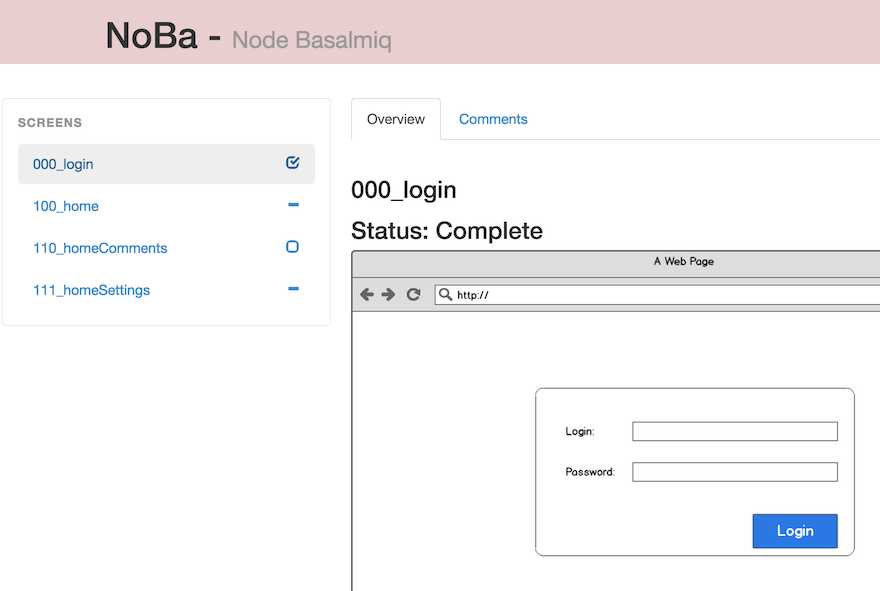 NoBa - Node Basalmiq
SCREENS
000_login
100_home
110_homeComments
111_homeSettings
Overview
Comments
000_login
Status: Complete
A Web Page
http://
Login:
Password:
Login